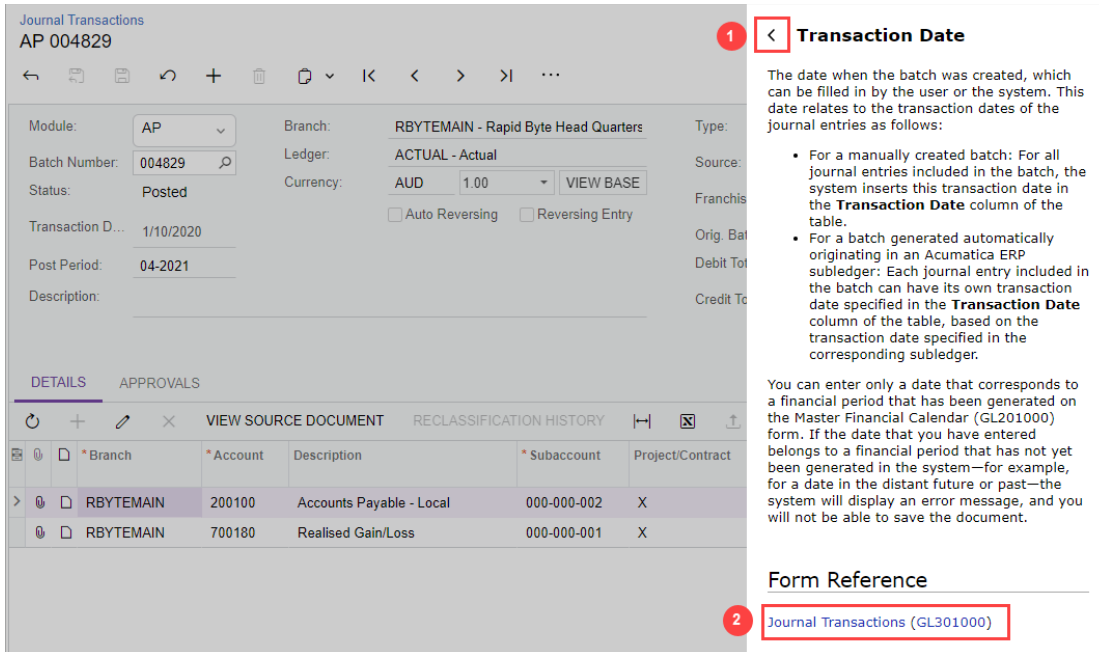 Journal Transactions
AP 004829
Module:
AP
Batch Number:
004829
Status:
Posted
Transaction D...
1/10/2020
Post Period:
04-2021
Description:
Branch:
RBYTEMAIN - Rapid Byte Head Quarters
Ledger:
ACTUAL - Actual
Currency:
AUD
1.00
VIEW BASE
Auto Reversing
Reversing Entry
Type:
Source:
Franchis
Orig. Bat
Debit Tot
Credit To
DETAILS
APPROVALS
VIEW SOURCE DOCUMENT
RECLASSIFICATION HISTORY
* Branch
* Account
Description
* Subaccount
Project/Contract
RBYTEMAIN
200100
Accounts Payable - Local
000-000-002
X
RBYTEMAIN
700180
Realised Gain/Loss
000-000-001
X
1
Transaction Date
The date when the batch was created, which
can be filled in by the user or the system. This
date relates to the transaction dates of the
journal entries as follows:
• For a manually created batch: For all
journal entries included in the batch, the
system inserts this transaction date in
the Transaction Date column of the
table.
• For a batch generated automatically
originating in an Acumatica ERP
subledger: Each journal entry included in
the batch can have its own transaction
date specified in the Transaction Date
column of the table, based on the
transaction date specified in the
corresponding subledger.
You can enter only a date that corresponds to
a financial period that has been generated on
the Master Financial Calendar (GL201000)
form. If the date that you have entered
belongs to a financial period that has not yet
been generated in the system—for example,
for a date in the distant future or past—the
system will display an error message, and you
will not be able to save the document.
Form Reference
2
Journal Transactions (GL301000)